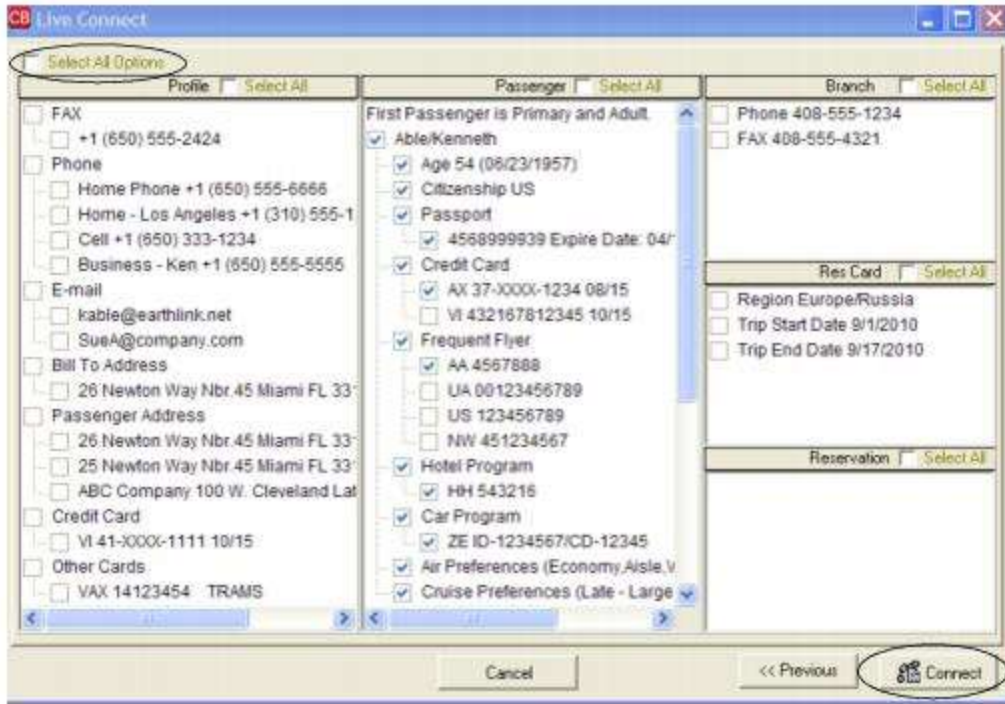 CB Live Connect
Select All Options
Profile Select All
FAX
+1 (650) 555-2424
Phone
Home Phone +1 (650) 555-6666
Home - Los Angeles +1 (310) 555-1
Cell +1 (650) 333-1234
Business - Ken +1 (650) 555-5555
E-mail
kable@earthlink.net
SueA@company.com
Bill To Address
26 Newton Way Nbr.45 Miami FL 331
Passenger Address
26 Newton Way Nbr.45 Miami FL 331
25 Newton Way Nbr.45 Miami FL 331
ABC Company 100 W. Cleveland Lat
Credit Card
VI 41-XXXX-1111 10/15
Other Cards
VAX 14123454 TRAMS
Passenger Select All
First Passenger is Primary and Adult.
Able/Kenneth
Age 54 (06/23/1957)
Citizenship US
Passport
4568999939 Expire Date: 04/
Credit Card
AX 37-XXXX-1234 08/15
VI 432167812345 10/15
Frequent Flyer
AA 4567888
UA 00123456789
US 123456789
NW 451234567
Hotel Program
HH 543216
Car Program
ZE ID-1234567/CD-12345
Air Preferences (Economy,Aisle,V
Cruise Preferences (Late - Large
Branch Select All
Phone 408-555-1234
FAX 408-555-4321
Res Card Select All
Region Europe/Russia
Trip Start Date 9/1/2010
Trip End Date 9/17/2010
Reservation Select All
Cancel
<< Previous
Connect